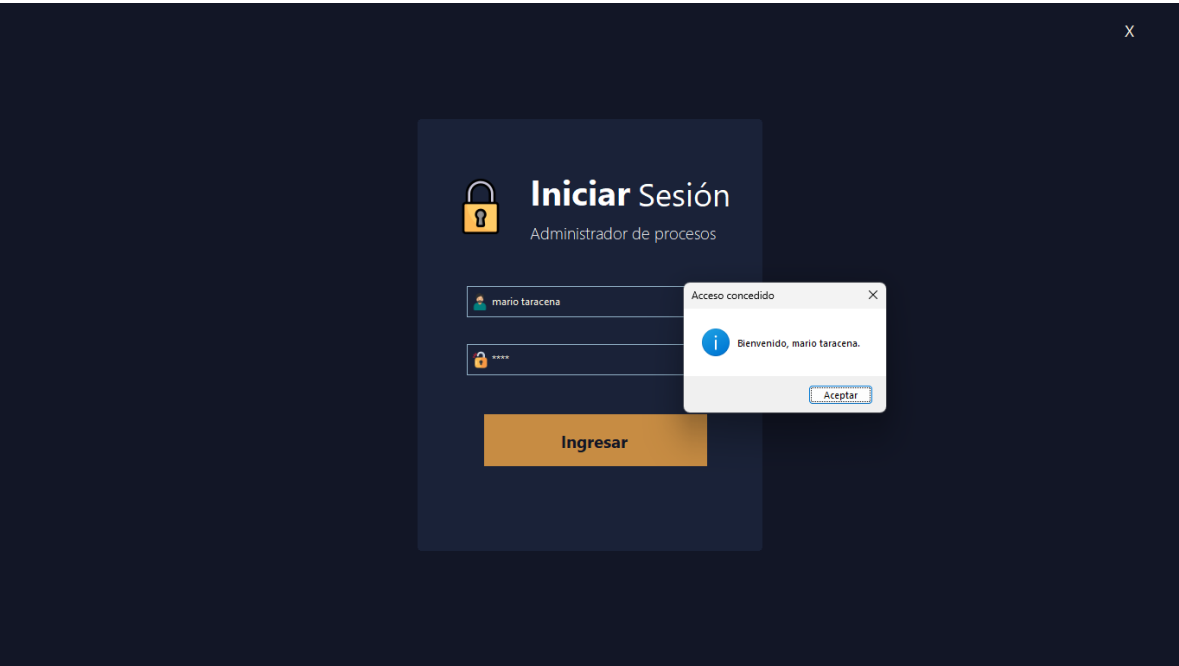 X
Iniciar Sesión
Administrador de procesos
mario taracena
****
Ingresar
Acceso concedido
Bienvenido, mario taracena.
Aceptar